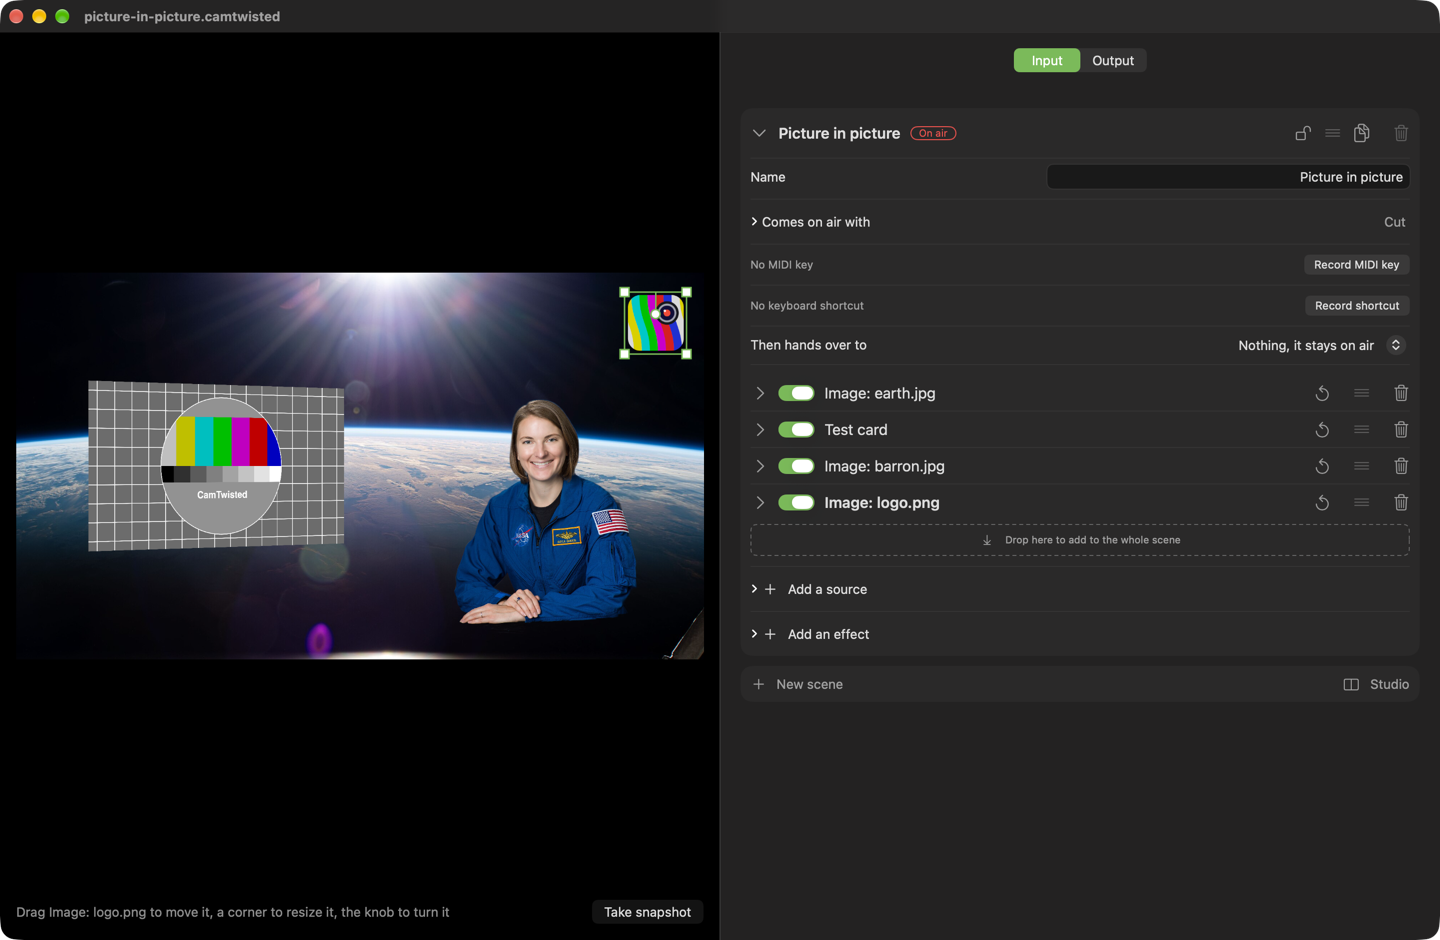 picture-in-picture.camtwisted
Input
Output
Picture in picture
On air
Name
Picture in picture
Comes on air with
Cut
No MIDI key
Record MIDI key
No keyboard shortcut
Record shortcut
Then hands over to
Nothing, it stays on air
Image: earth.jpg
Test card
Image: barron.jpg
Image: logo.png
Drop here to add to the whole scene
Add a source
Add an effect
New scene
Studio
CamTwisted
NASA
Drag Image: logo.png to move it, a corner to resize it, the knob to turn it
Take snapshot